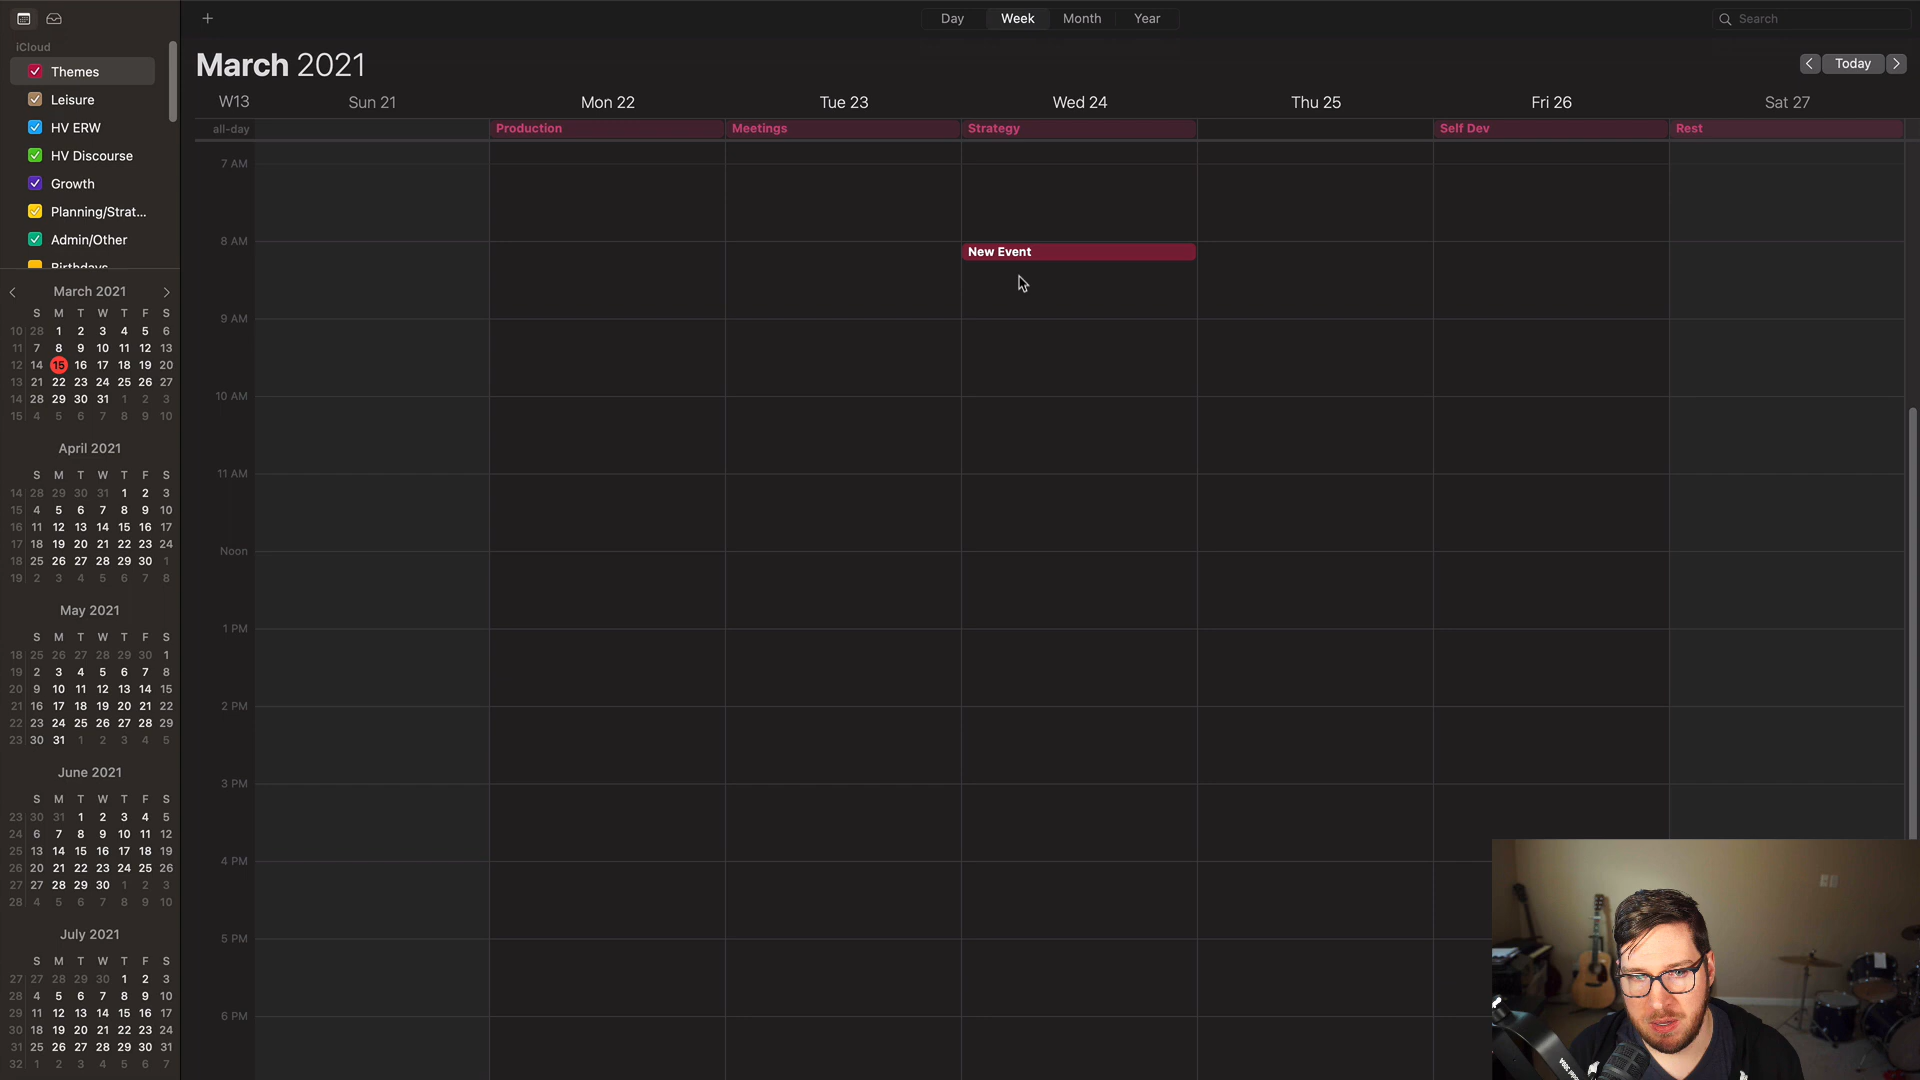 Day
Week
Month
Year
Search
iCloud
Themes
Leisure
HV ERW
HV Discourse
Growth
Planning/Strat...
Admin/Other
Birthdays
March 2021
Today
W13
Sun 21
Mon 22
Tue 23
Wed 24
Thu 25
Fri 26
Sat 27
all-day
Production
Meetings
Strategy
Self Dev
Rest
7 AM
8 AM
New Event
9 AM
10 AM
11 AM
Noon
1 PM
2 PM
3 PM
4 PM
5 PM
6 PM
March 2021
S M T W T F S
10 28 1 2 3 4 5 6
11 7 8 9 10 11 12 13
12 14 15 16 17 18 19 20
13 21 22 23 24 25 26 27
14 28 29 30 31 1 2 3
15 4 5 6 7 8 9 10
April 2021
S M T W T F S
14 28 29 30 31 1 2 3
15 4 5 6 7 8 9 10
16 11 12 13 14 15 16 17
17 18 19 20 21 22 23 24
18 25 26 27 28 29 30 1
19 2 3 4 5 6 7 8
May 2021
S M T W T F S
18 25 26 27 28 29 30 1
19 2 3 4 5 6 7 8
20 9 10 11 12 13 14 15
21 16 17 18 19 20 21 22
22 23 24 25 26 27 28 29
23 30 31 1 2 3 4 5
June 2021
S M T W T F S
23 30 31 1 2 3 4 5
24 6 7 8 9 10 11 12
25 13 14 15 16 17 18 19
26 20 21 22 23 24 25 26
27 27 28 29 30 1 2 3
28 4 5 6 7 8 9 10
July 2021
S M T W T F S
27 27 28 29 30 1 2 3
28 4 5 6 7 8 9 10
29 11 12 13 14 15 16 17
30 18 19 20 21 22 23 24
31 25 26 27 28 29 30 31
32 1 2 3 4 5 6 7